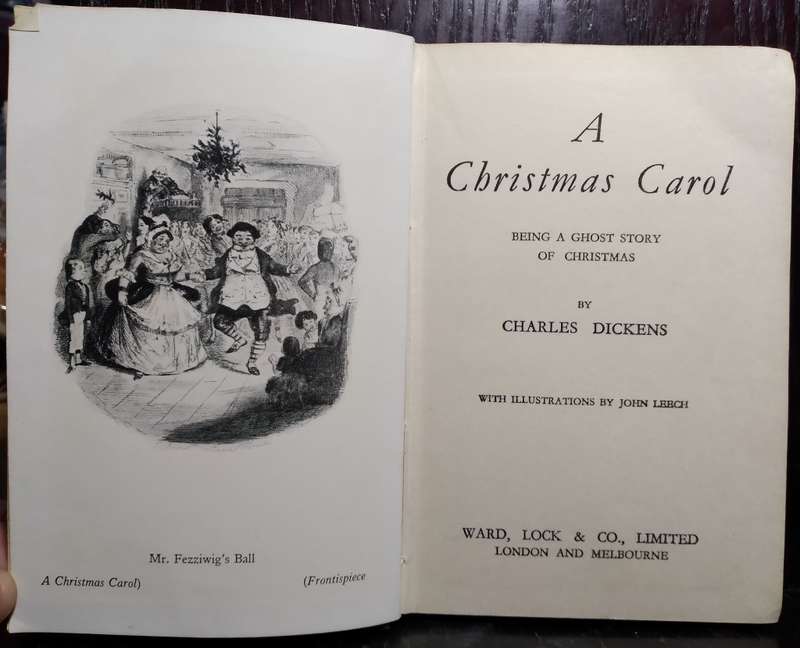 Mr. Fezziwig's Ball
A Christmas Carol)
(Frontispiece
A
Christmas Carol
BEING A GHOST STORY
OF CHRISTMAS
BY
CHARLES DICKENS
WITH ILLUSTRATIONS BY JOHN LEECH
WARD, LOCK & CO., LIMITED
LONDON AND MELBOURNE